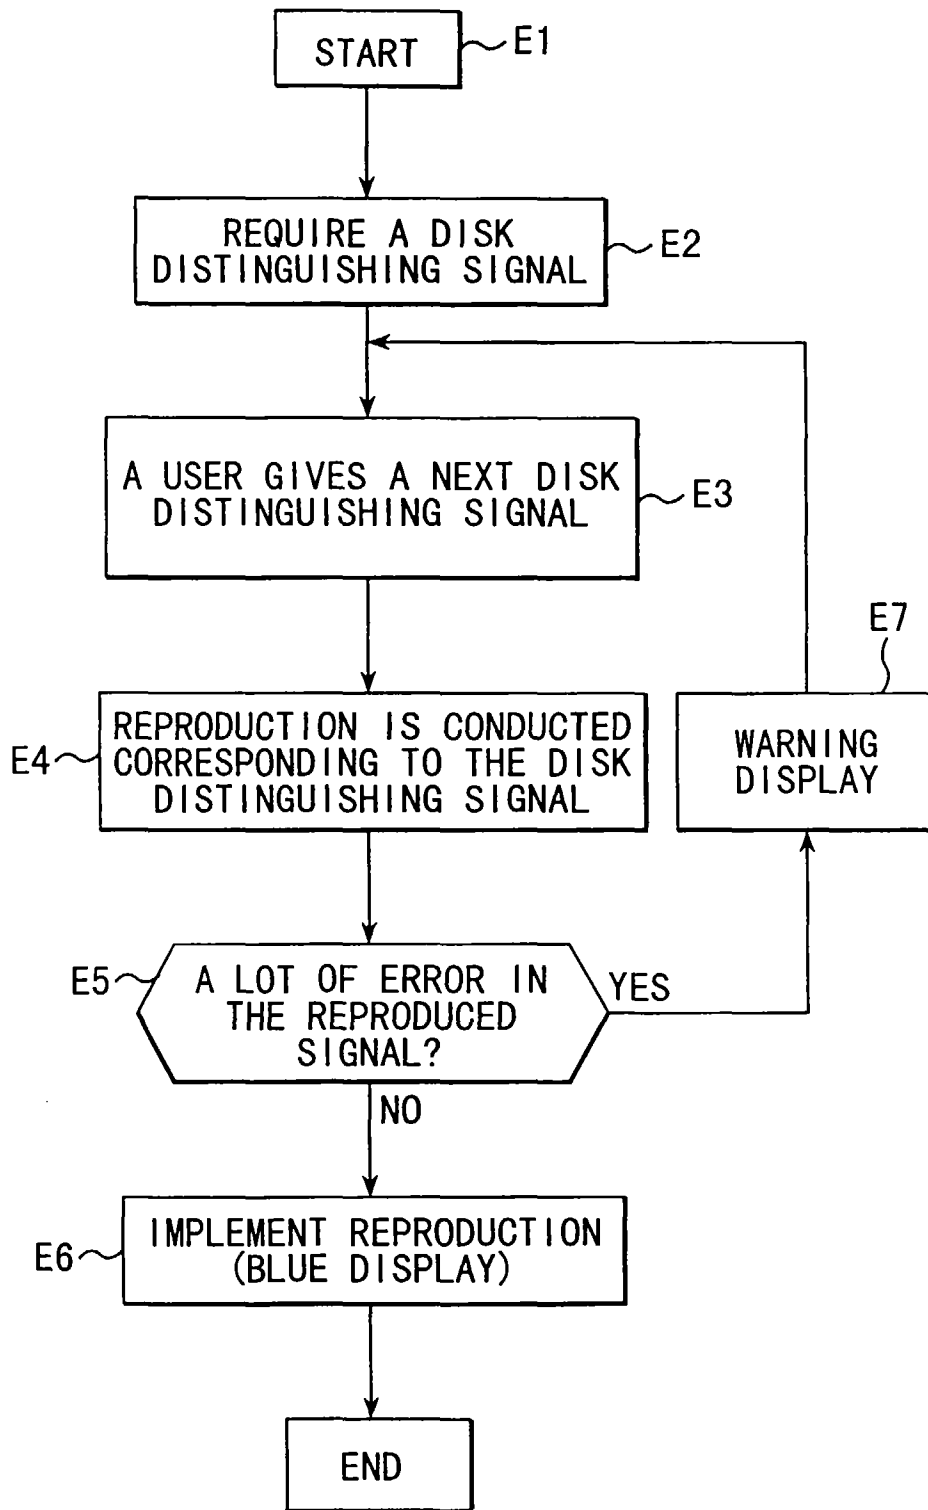 START
E1
REQUIRE A DISK
DISTINGUISHING SIGNAL
E2
A USER GIVES A NEXT DISK
DISTINGUISHING SIGNAL
E3
E7
REPRODUCTION IS CONDUCTED
CORRESPONDING TO THE DISK
DISTINGUISHING SIGNAL
E4
WARNING
DISPLAY
E5
A LOT OF ERROR IN
THE REPRODUCED
SIGNAL?
YES
NO
IMPLEMENT REPRODUCTION
(BLUE DISPLAY)
E6
END